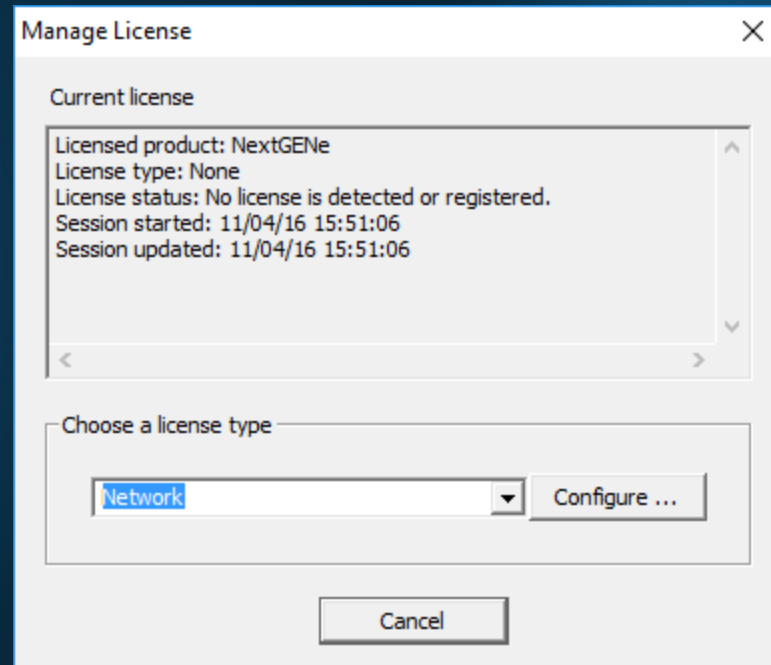 Manage License
Current license
Licensed product: NextGENe
License type: None
License status: No license is detected or registered.
Session started: 11/04/16 15:51:06
Session updated: 11/04/16 15:51:06
Choose a license type
Network
Configure ...
Cancel